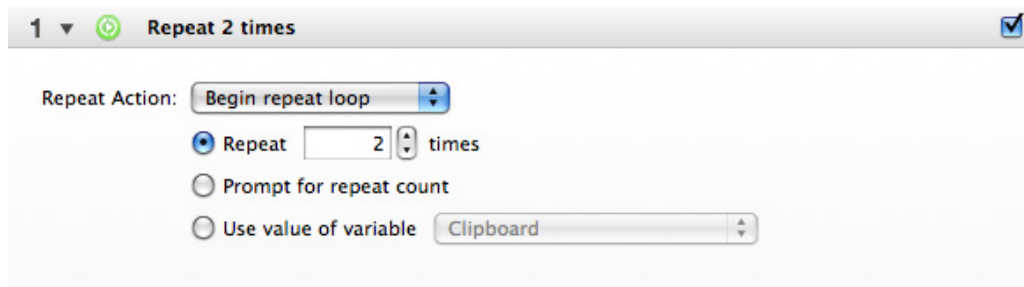 1 Repeat 2 times
Repeat Action: Begin repeat loop
Repeat 2 times
Prompt for repeat count
Use value of variable Clipboard